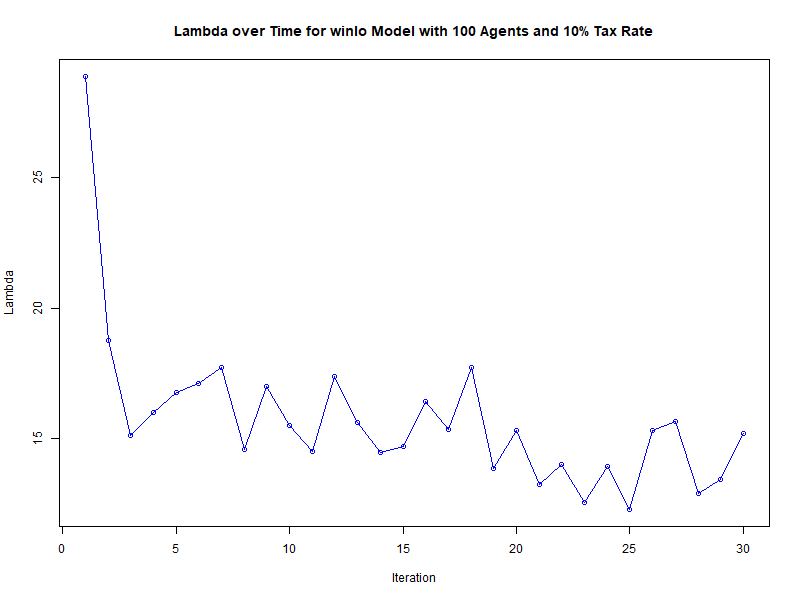 Lambda over Time for winlo Model with 100 Agents and 10% Tax Rate
25
20
15
Lambda
0 5 10 15 20 25 30
Iteration